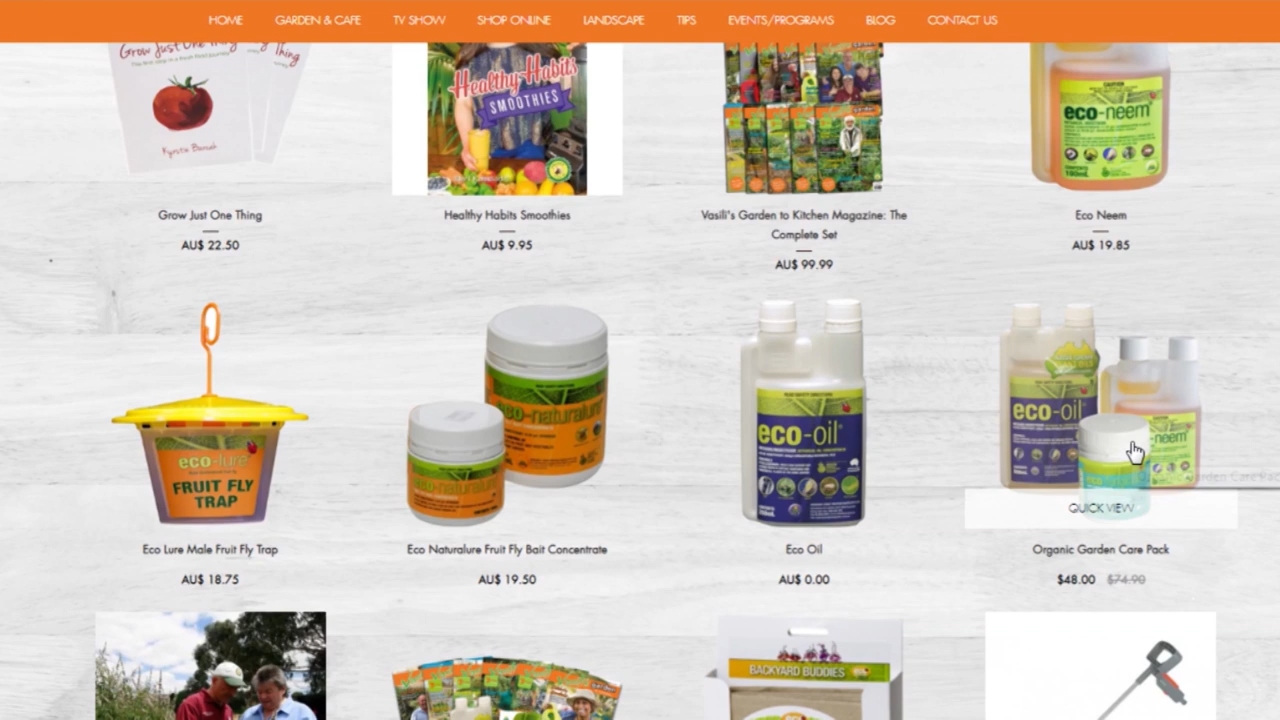 HOME GARDEN & CAFE TV SHOW SHOP ONLINE LANDSCAPE TIPS EVENTS/PROGRAMS BLOG CONTACT US
Grow Just One Thing
Thing
Kyrstie Barcak
Healthy Habits
SMOOTHIES
CAUTION
eco-neem
100mL
Grow Just One Thing
AU$ 22.50
Healthy Habits Smoothies
AU$ 9.95
Vasili's Garden to Kitchen Magazine: The
Complete Set
AU$ 99.99
Eco Neem
AU$ 19.85
eco-lure
FRUIT FLY
TRAP
eco-naturalure
eco-naturalure
eco-oil
eco-oil
neem
QUICK VIEW
Eco Lure Male Fruit Fly Trap
AU$ 18.75
Eco Naturalure Fruit Fly Bait Concentrate
AU$ 19.50
Eco Oil
AU$ 0.00
Organic Garden Care Pack
$48.00 $74.90
BACKYARD BUDDIES